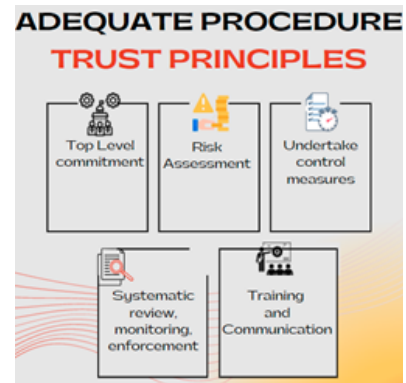 ADEQUATE PROCEDURE
TRUST PRINCIPLES
Top Level
commitment
Risk
Assessment
Undertake
control
measures
Systematic
review,
monitoring,
enforcement
Training
and
Communication